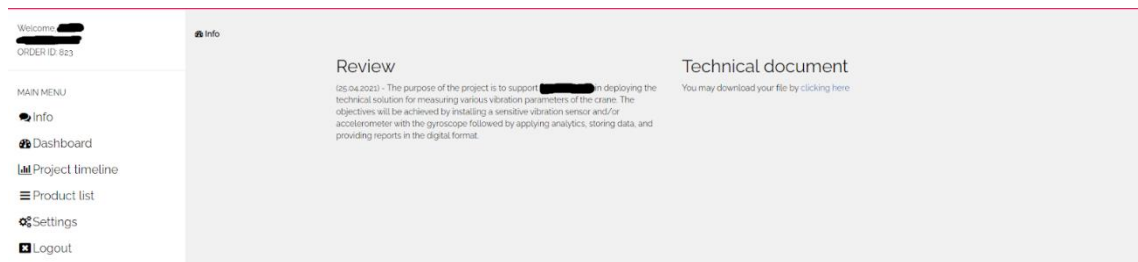 Welcome,
ORDER ID: 823
MAIN MENU
Info
Dashboard
Project timeline
Product list
Settings
Logout
Info
Review
(25.04.2021) - The purpose of the project is to support in deploying the
technical solution for measuring various vibration parameters of the crane. The
objectives will be achieved by installing a sensitive vibration sensor and/or
accelerometer with the gyroscope followed by applying analytics, storing data, and
providing reports in the digital format.
Technical document
You may download your file by clicking here